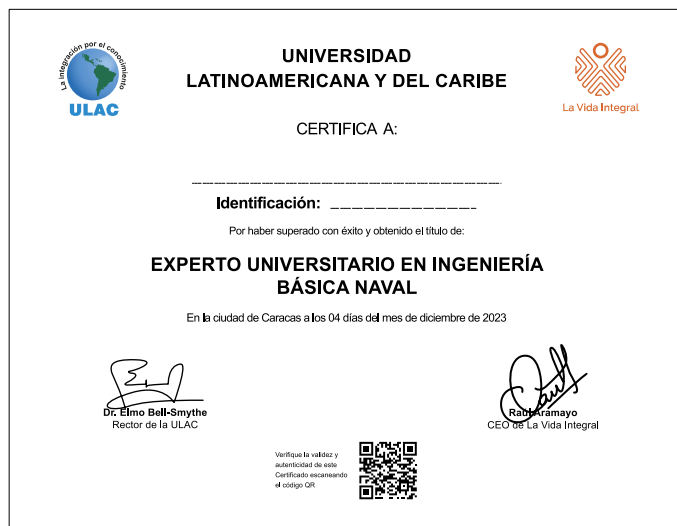 La integración por el conocimiento
ULAC
UNIVERSIDAD
LATINOAMERICANA Y DEL CARIBE
La Vida Integral
CERTIFICA A:
Identificación:
Por haber superado con éxito y obtenido el título de:
EXPERTO UNIVERSITARIO EN INGENIERÍA
BÁSICA NAVAL
En la ciudad de Caracas a los 04 días del mes de diciembre de 2023
Dr. Elmo Bell-Smythe
Rector de la ULAC
Raúl Aramayo
CEO de La Vida Integral
Verifique la validez y
autenticidad de este
Certificado escaneando
el código QR